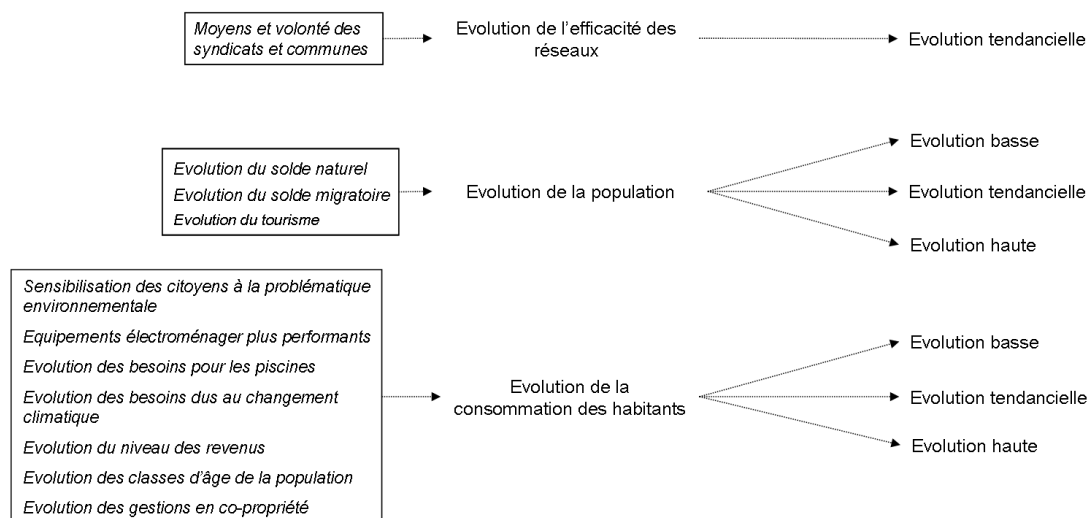 Moyens et volonté des
syndicats et communes
Evolution de l'efficacité des
réseaux
Evolution tendancielle
Evolution du solde naturel
Evolution du solde migratoire
Evolution du tourisme
Evolution de la population
Evolution basse
Evolution tendancielle
Evolution haute
Sensibilisation des citoyens à la problématique
environnementale
Equipements électroménager plus performants
Evolution des besoins pour les piscines
Evolution des besoins dus au changement
climatique
Evolution du niveau des revenus
Evolution des classes d'âge de la population
Evolution des gestions en co-propriété
Evolution de la
consommation des habitants
Evolution basse
Evolution tendancielle
Evolution haute